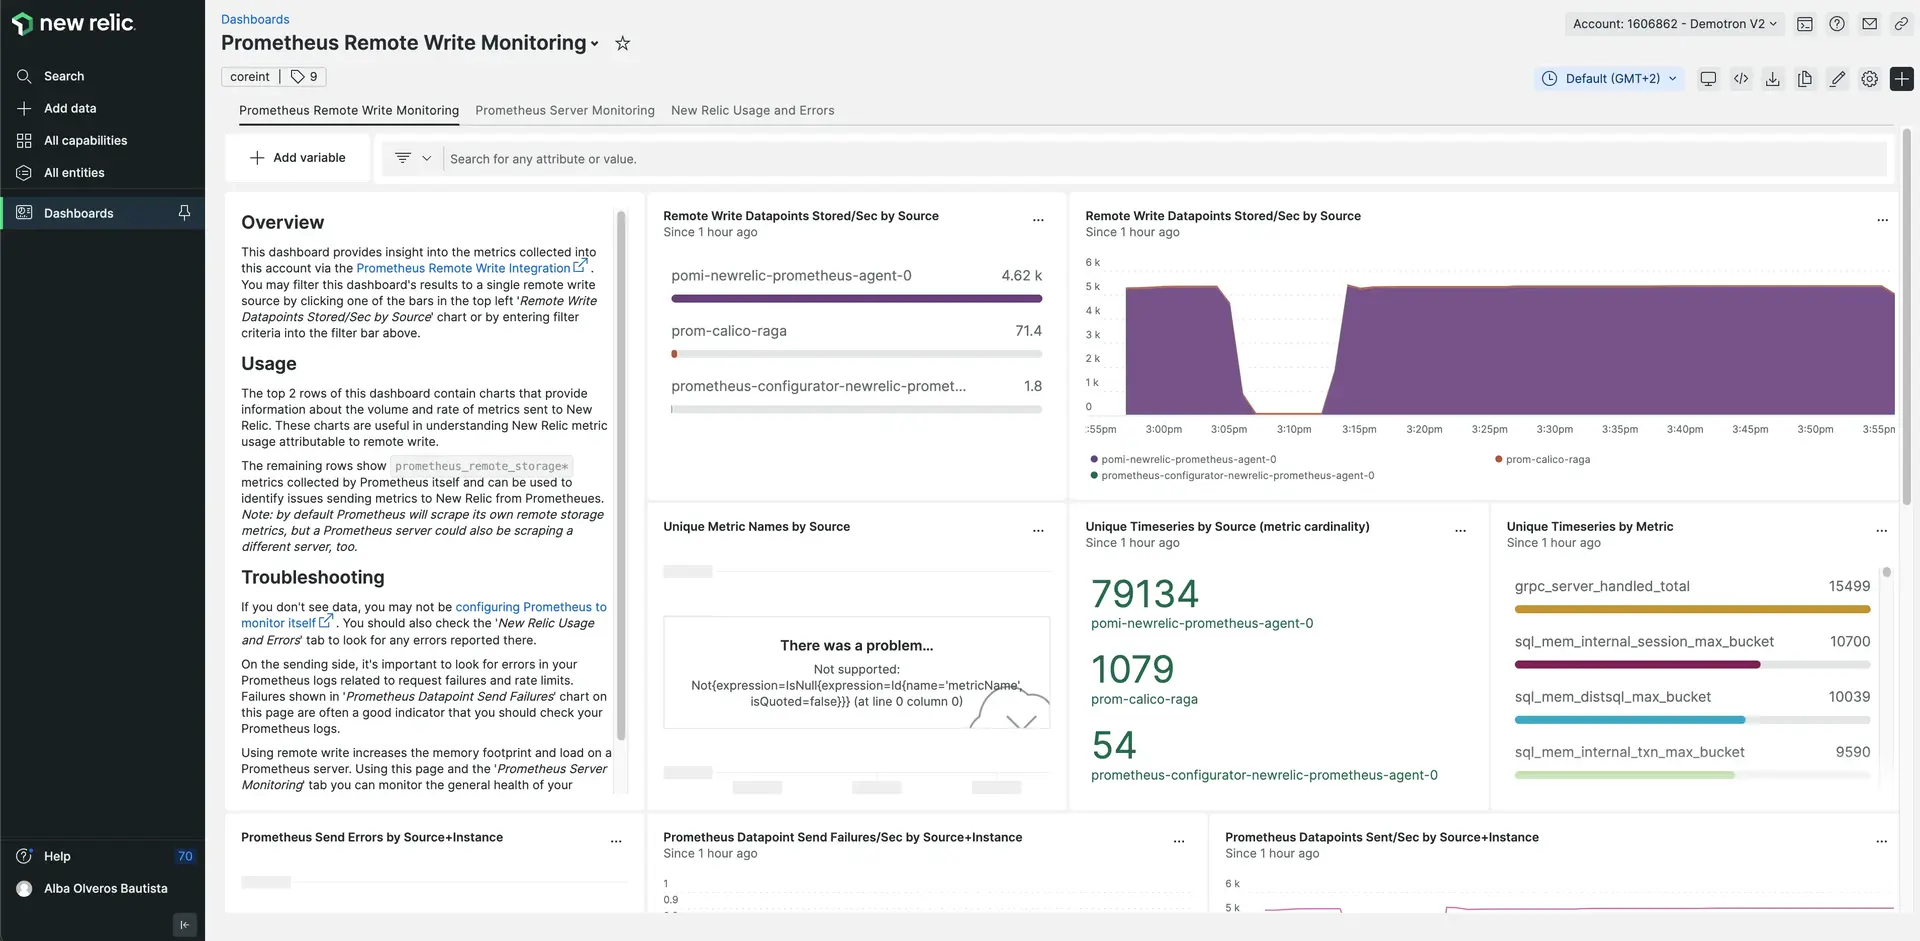 new relic.
Search
Add data
All capabilities
All entities
Dashboards
Help
70
Alba Olveros Bautista
Dashboards
Prometheus Remote Write Monitoring
Account: 1606862 - Demotron V2
coreint
9
Default (GMT+2)
Prometheus Remote Write Monitoring
Prometheus Server Monitoring
New Relic Usage and Errors
Add variable
Search for any attribute or value.
Overview
This dashboard provides insight into the metrics collected into
this account via the Prometheus Remote Write Integration .
You may filter this dashboard's results to a single remote write
source by clicking one of the bars in the top left 'Remote Write
Datapoints Stored/Sec by Source' chart or by entering filter
criteria into the filter bar above.
Usage
The top 2 rows of this dashboard contain charts that provide
information about the volume and rate of metrics sent to New
Relic. These charts are useful in understanding New Relic metric
usage attributable to remote write.
The remaining rows show prometheus_remote_storage*
metrics collected by Prometheus itself and can be used to
identify issues sending metrics to New Relic from Prometheues.
Note: by default Prometheus will scrape its own remote storage
metrics, but a Prometheus server could also be scraping a
different server, too.
Troubleshooting
If you don't see data, you may not be configuring Prometheus to
monitor itself . You should also check the 'New Relic Usage
and Errors' tab to look for any errors reported there.
On the sending side, it's important to look for errors in your
Prometheus logs related to request failures and rate limits.
Failures shown in 'Prometheus Datapoint Send Failures' chart on
this page are often a good indicator that you should check your
Prometheus logs.
Using remote write increases the memory footprint and load on a
Prometheus server. Using this page and the 'Prometheus Server
Monitoring' tab you can monitor the general health of your
Remote Write Datapoints Stored/Sec by Source
Since 1 hour ago
pomi-newrelic-prometheus-agent-0
4.62 k
prom-calico-raga
71.4
prometheus-configurator-newrelic-promet...
1.8
Remote Write Datapoints Stored/Sec by Source
Since 1 hour ago
6 k
5 k
4 k
3 k
2 k
1 k
0
:55pm 3:00pm 3:05pm 3:10pm 3:15pm 3:20pm 3:25pm 3:30pm 3:35pm 3:40pm 3:45pm 3:50pm 3:55pm
pomi-newrelic-prometheus-agent-0
prom-calico-raga
prometheus-configurator-newrelic-prometheus-agent-0
Unique Metric Names by Source
There was a problem...
Not supported:
Not{expression=IsNull{expression=Id{name='metricName',
isQuoted=false}}} (at line 0 column 0)
Unique Timeseries by Source (metric cardinality)
Since 1 hour ago
79134
pomi-newrelic-prometheus-agent-0
1079
prom-calico-raga
54
prometheus-configurator-newrelic-prometheus-agent-0
Unique Timeseries by Metric
Since 1 hour ago
grpc_server_handled_total
15499
sql_mem_internal_session_max_bucket
10700
sql_mem_distsql_max_bucket
10039
sql_mem_internal_txn_max_bucket
9590
Prometheus Send Errors by Source+Instance
Prometheus Datapoint Send Failures/Sec by Source+Instance
Since 1 hour ago
1
0.9
Prometheus Datapoints Sent/Sec by Source+Instance
Since 1 hour ago
6 k
5 k